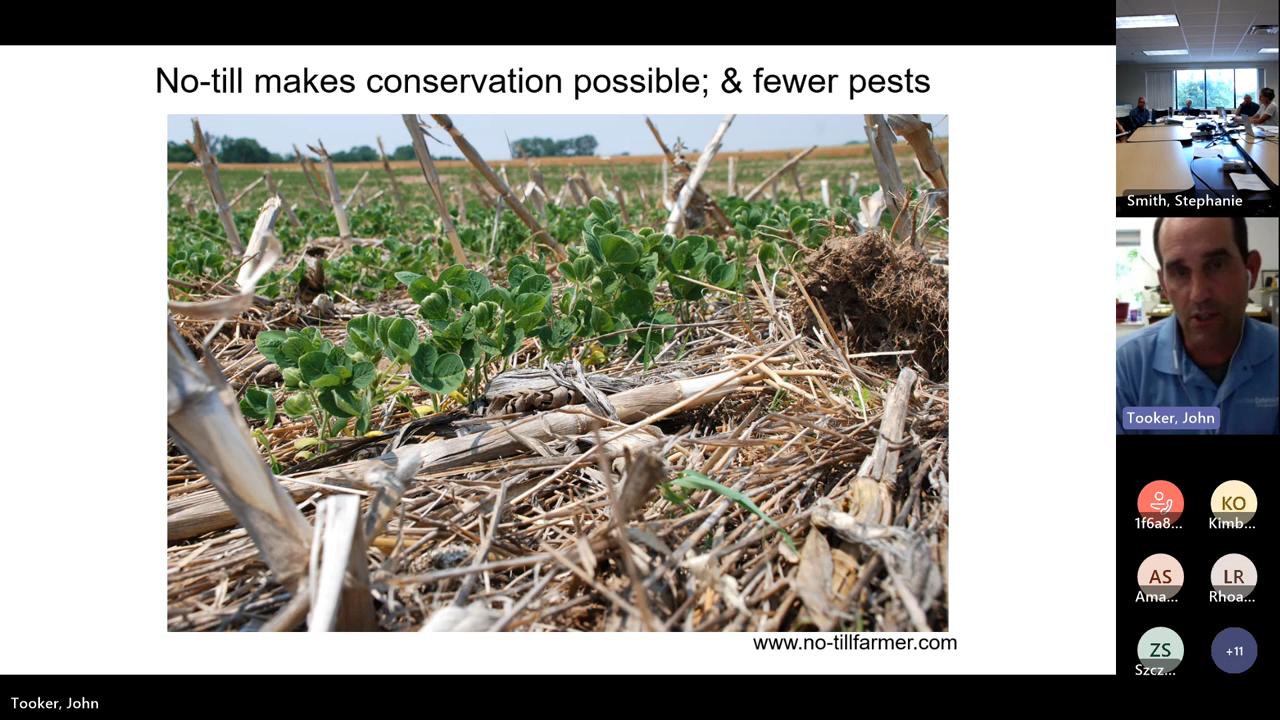 No-till makes conservation possible; & fewer pests
www.no-tillfarmer.com
Tooker, John
Smith, Stephanie
Tooker, John
1f6a8...
KO
Kimb...
AS
Ama...
LR
Rhoa...
ZS
Szcz...
+11